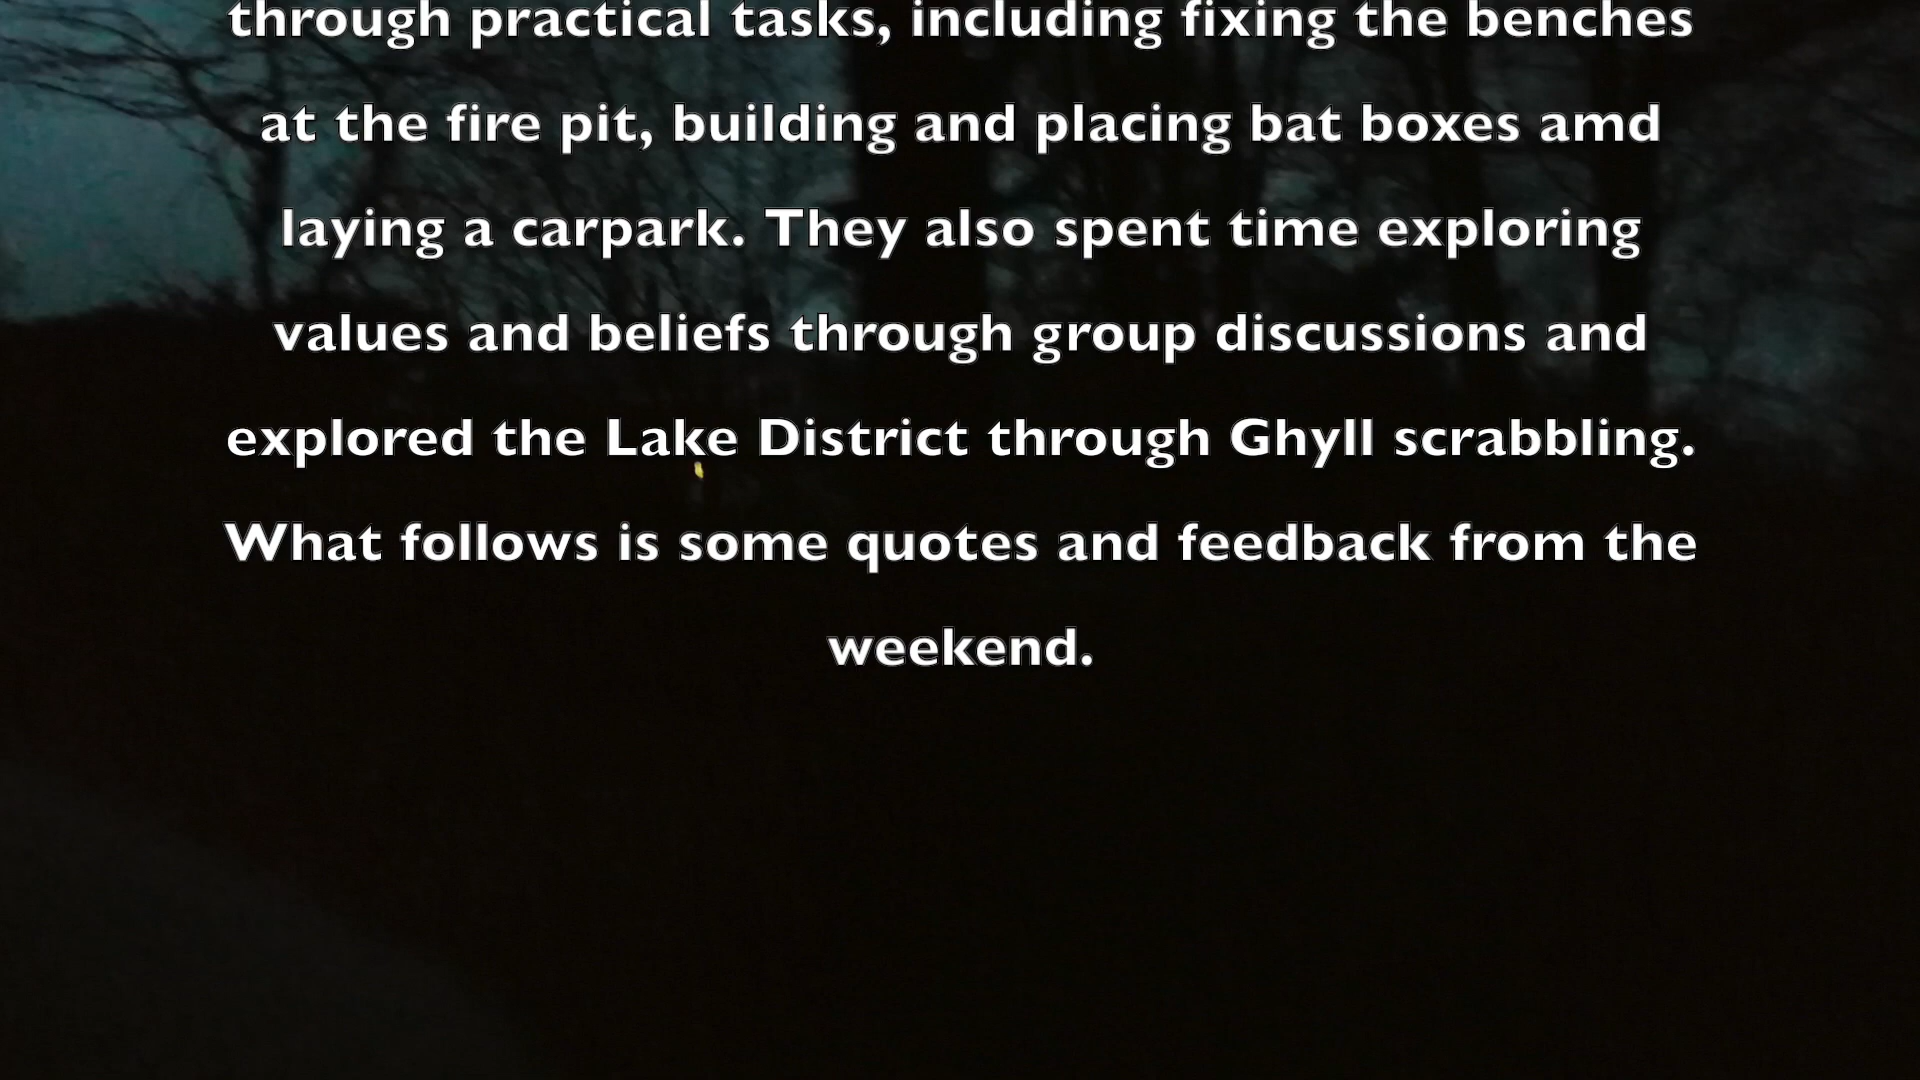 through practical tasks, including fixing the benches
at the fire pit, building and placing bat boxes amd
laying a carpark. They also spent time exploring
values and beliefs through group discussions and
explored the Lake District through Ghyll scrabbling.
What follows is some quotes and feedback from the
weekend.